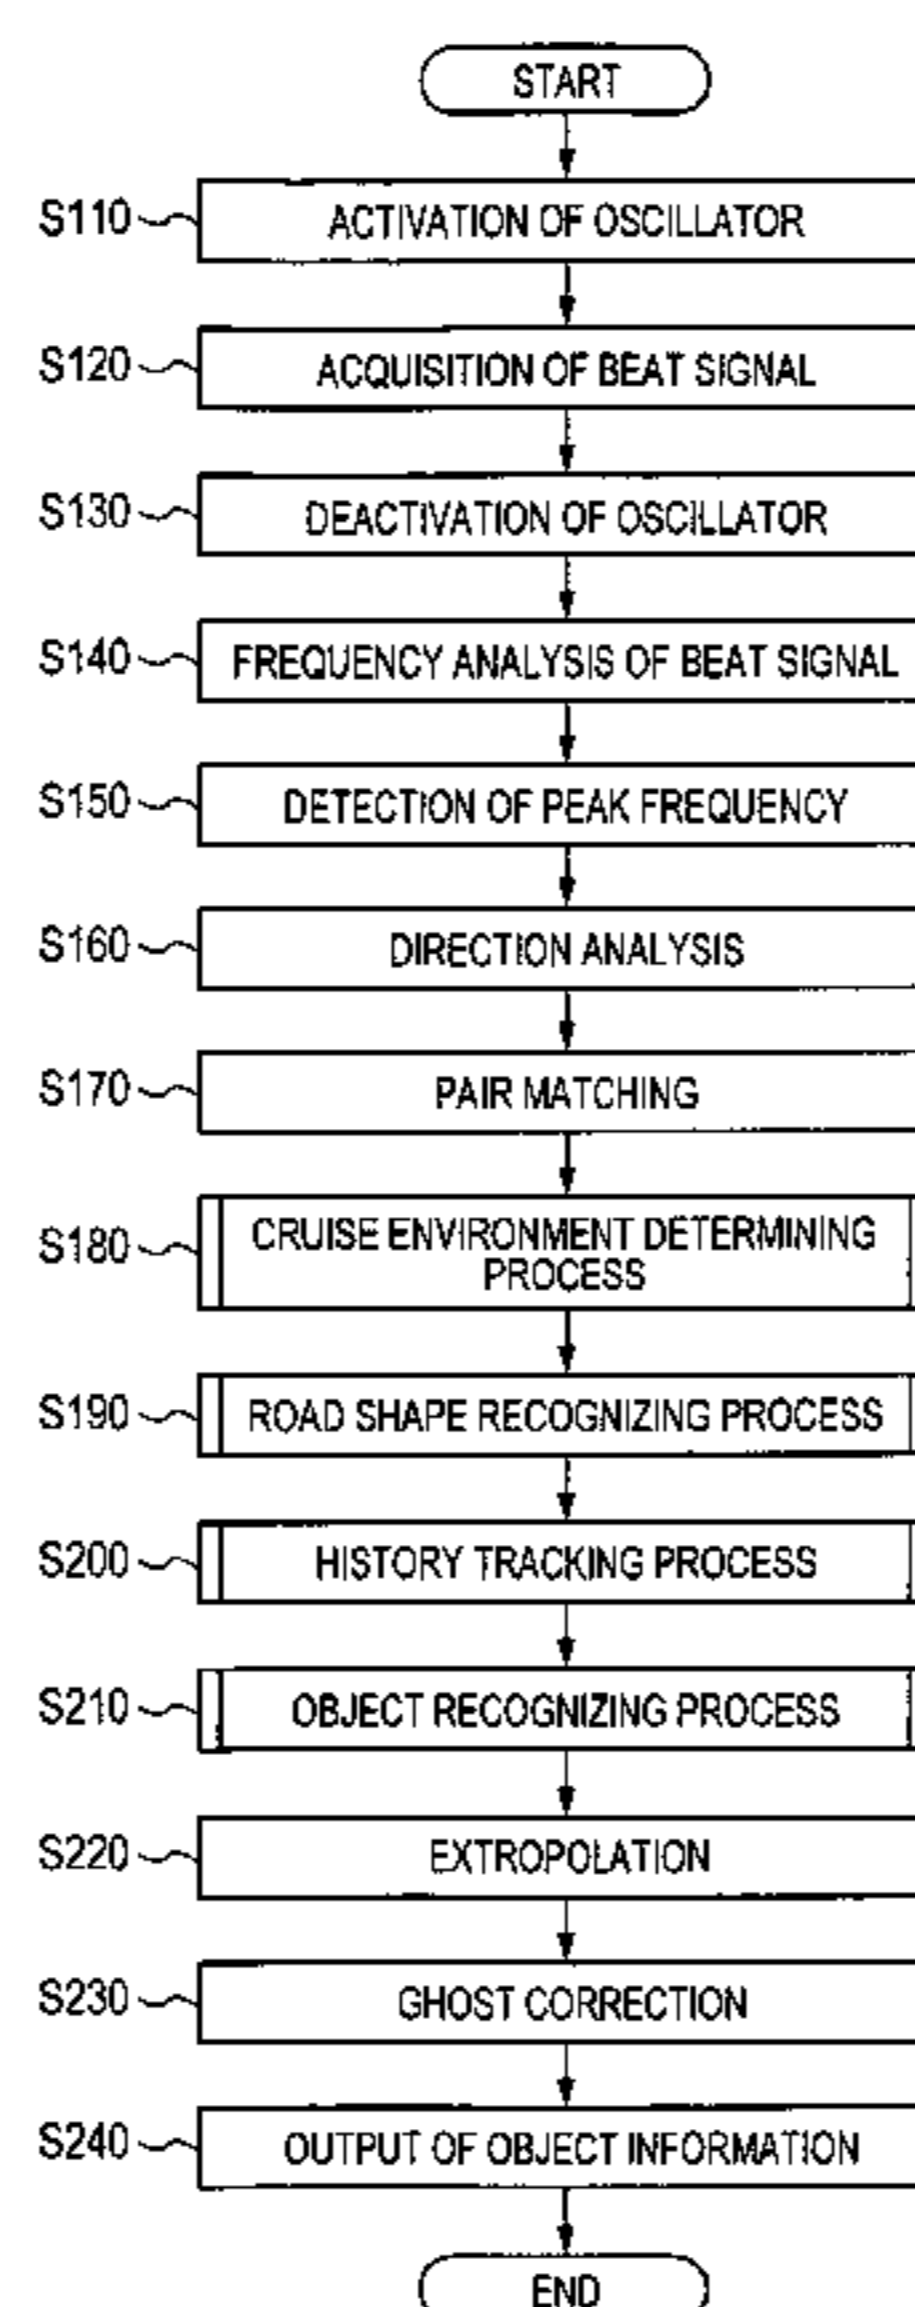 START
S110 ACTIVATION OF OSCILLATOR
S120 ACQUISITION OF BEAT SIGNAL
S130 DEACTIVATION OF OSCILLATOR
S140 FREQUENCY ANALYSIS OF BEAT SIGNAL
S150 DETECTION OF PEAK FREQUENCY
S160 DIRECTION ANALYSIS
S170 PAIR MATCHING
S180 CRUISE ENVIRONMENT DETERMINING
PROCESS
S190 ROAD SHAPE RECOGNIZING PROCESS
S200 HISTORY TRACKING PROCESS
S210 OBJECT RECOGNIZING PROCESS
S220 EXTROPOLATION
S230 GHOST CORRECTION
S240 OUTPUT OF OBJECT INFORMATION
END